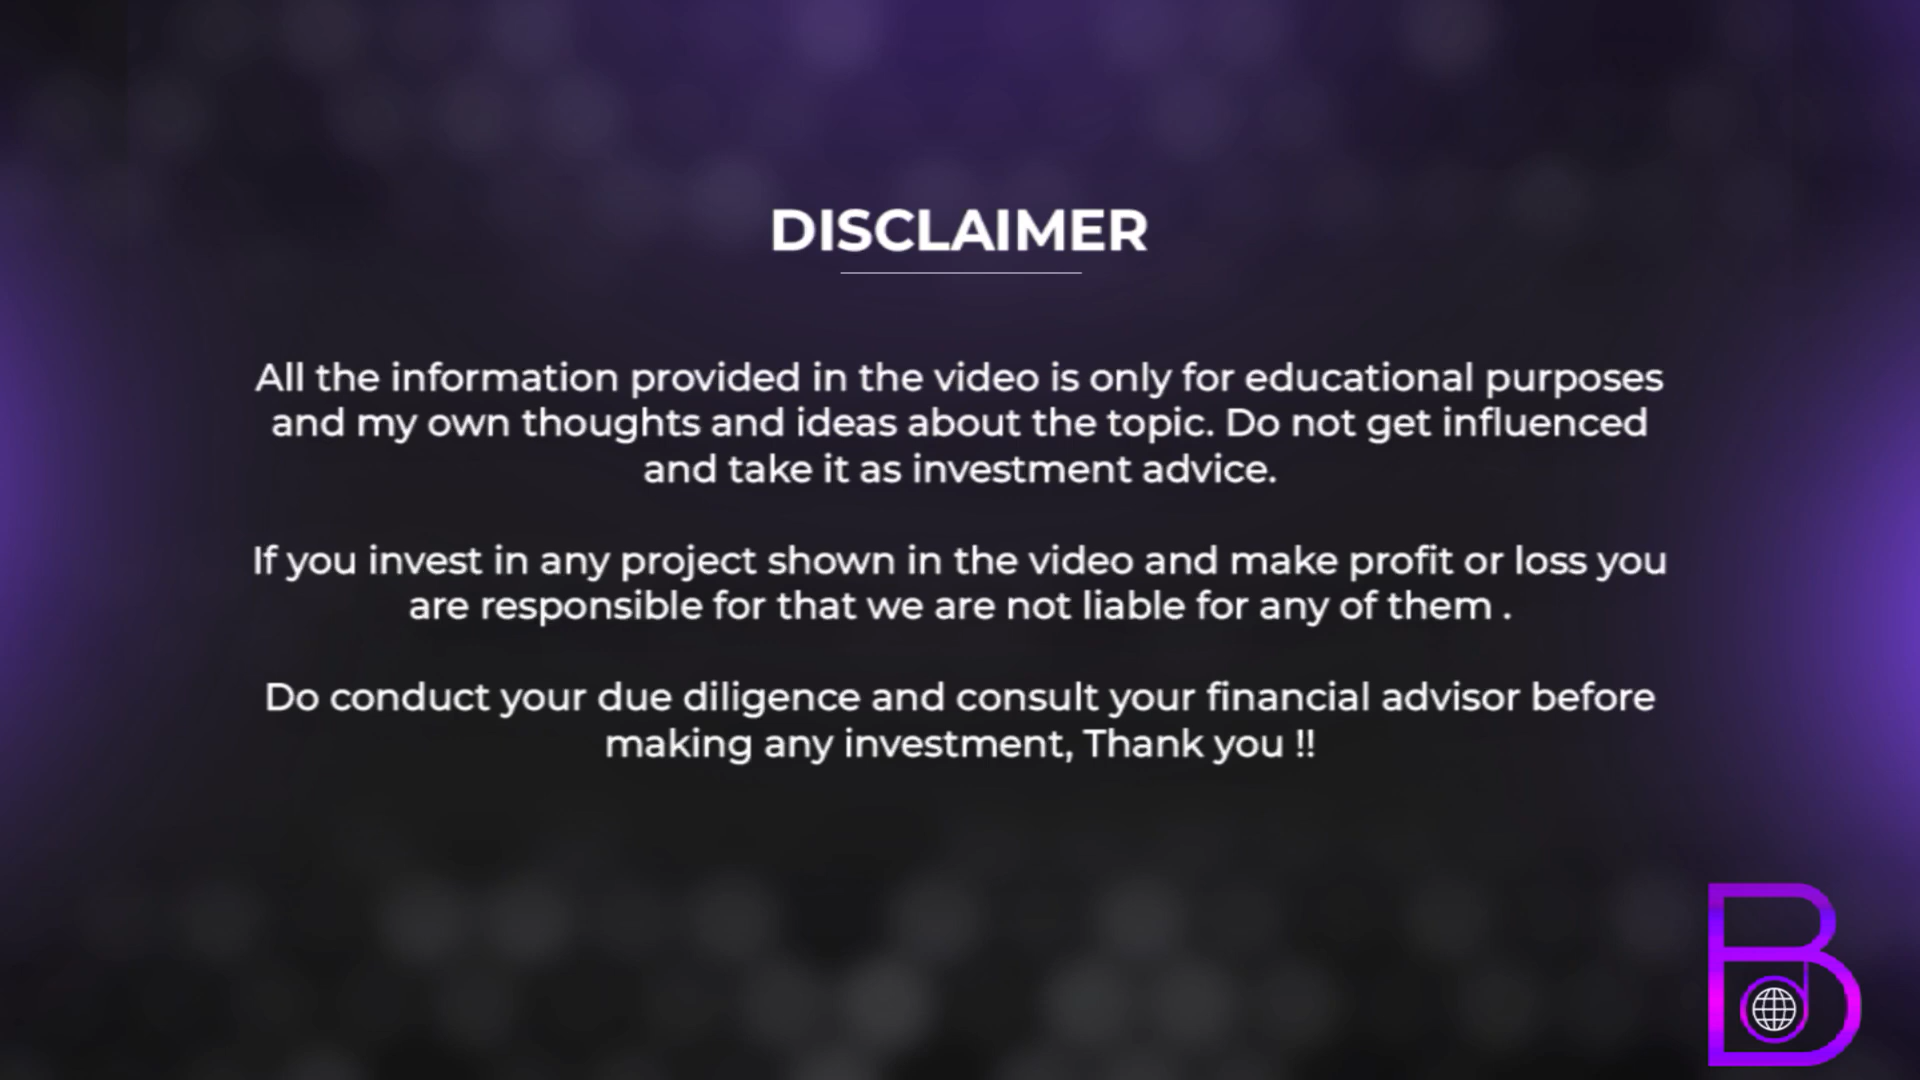 DISCLAIMER
All the information provided in the video is only for educational purposes
and my own thoughts and ideas about the topic. Do not get influenced
and take it as investment advice.
If you invest in any project shown in the video and make profit or loss you
are responsible for that we are not liable for any of them .
Do conduct your due diligence and consult your financial advisor before
making any investment, Thank you !!
Bd